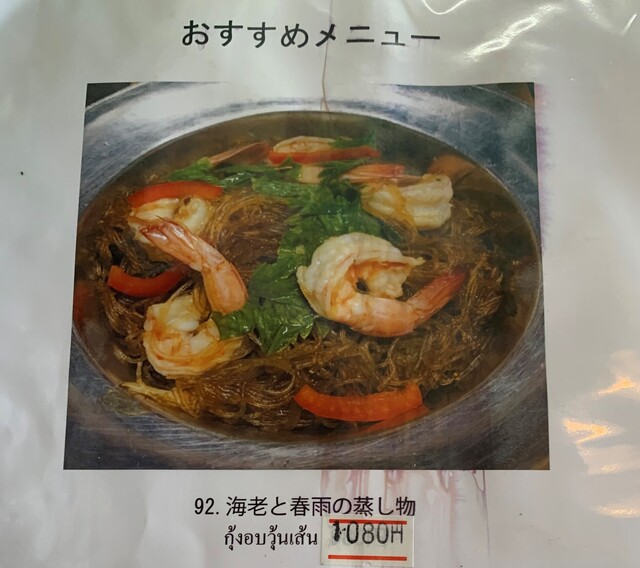 おすすめメニュー
92. 海老と春雨の蒸し物
กุ้งอบวุ้นเส้น 1080円